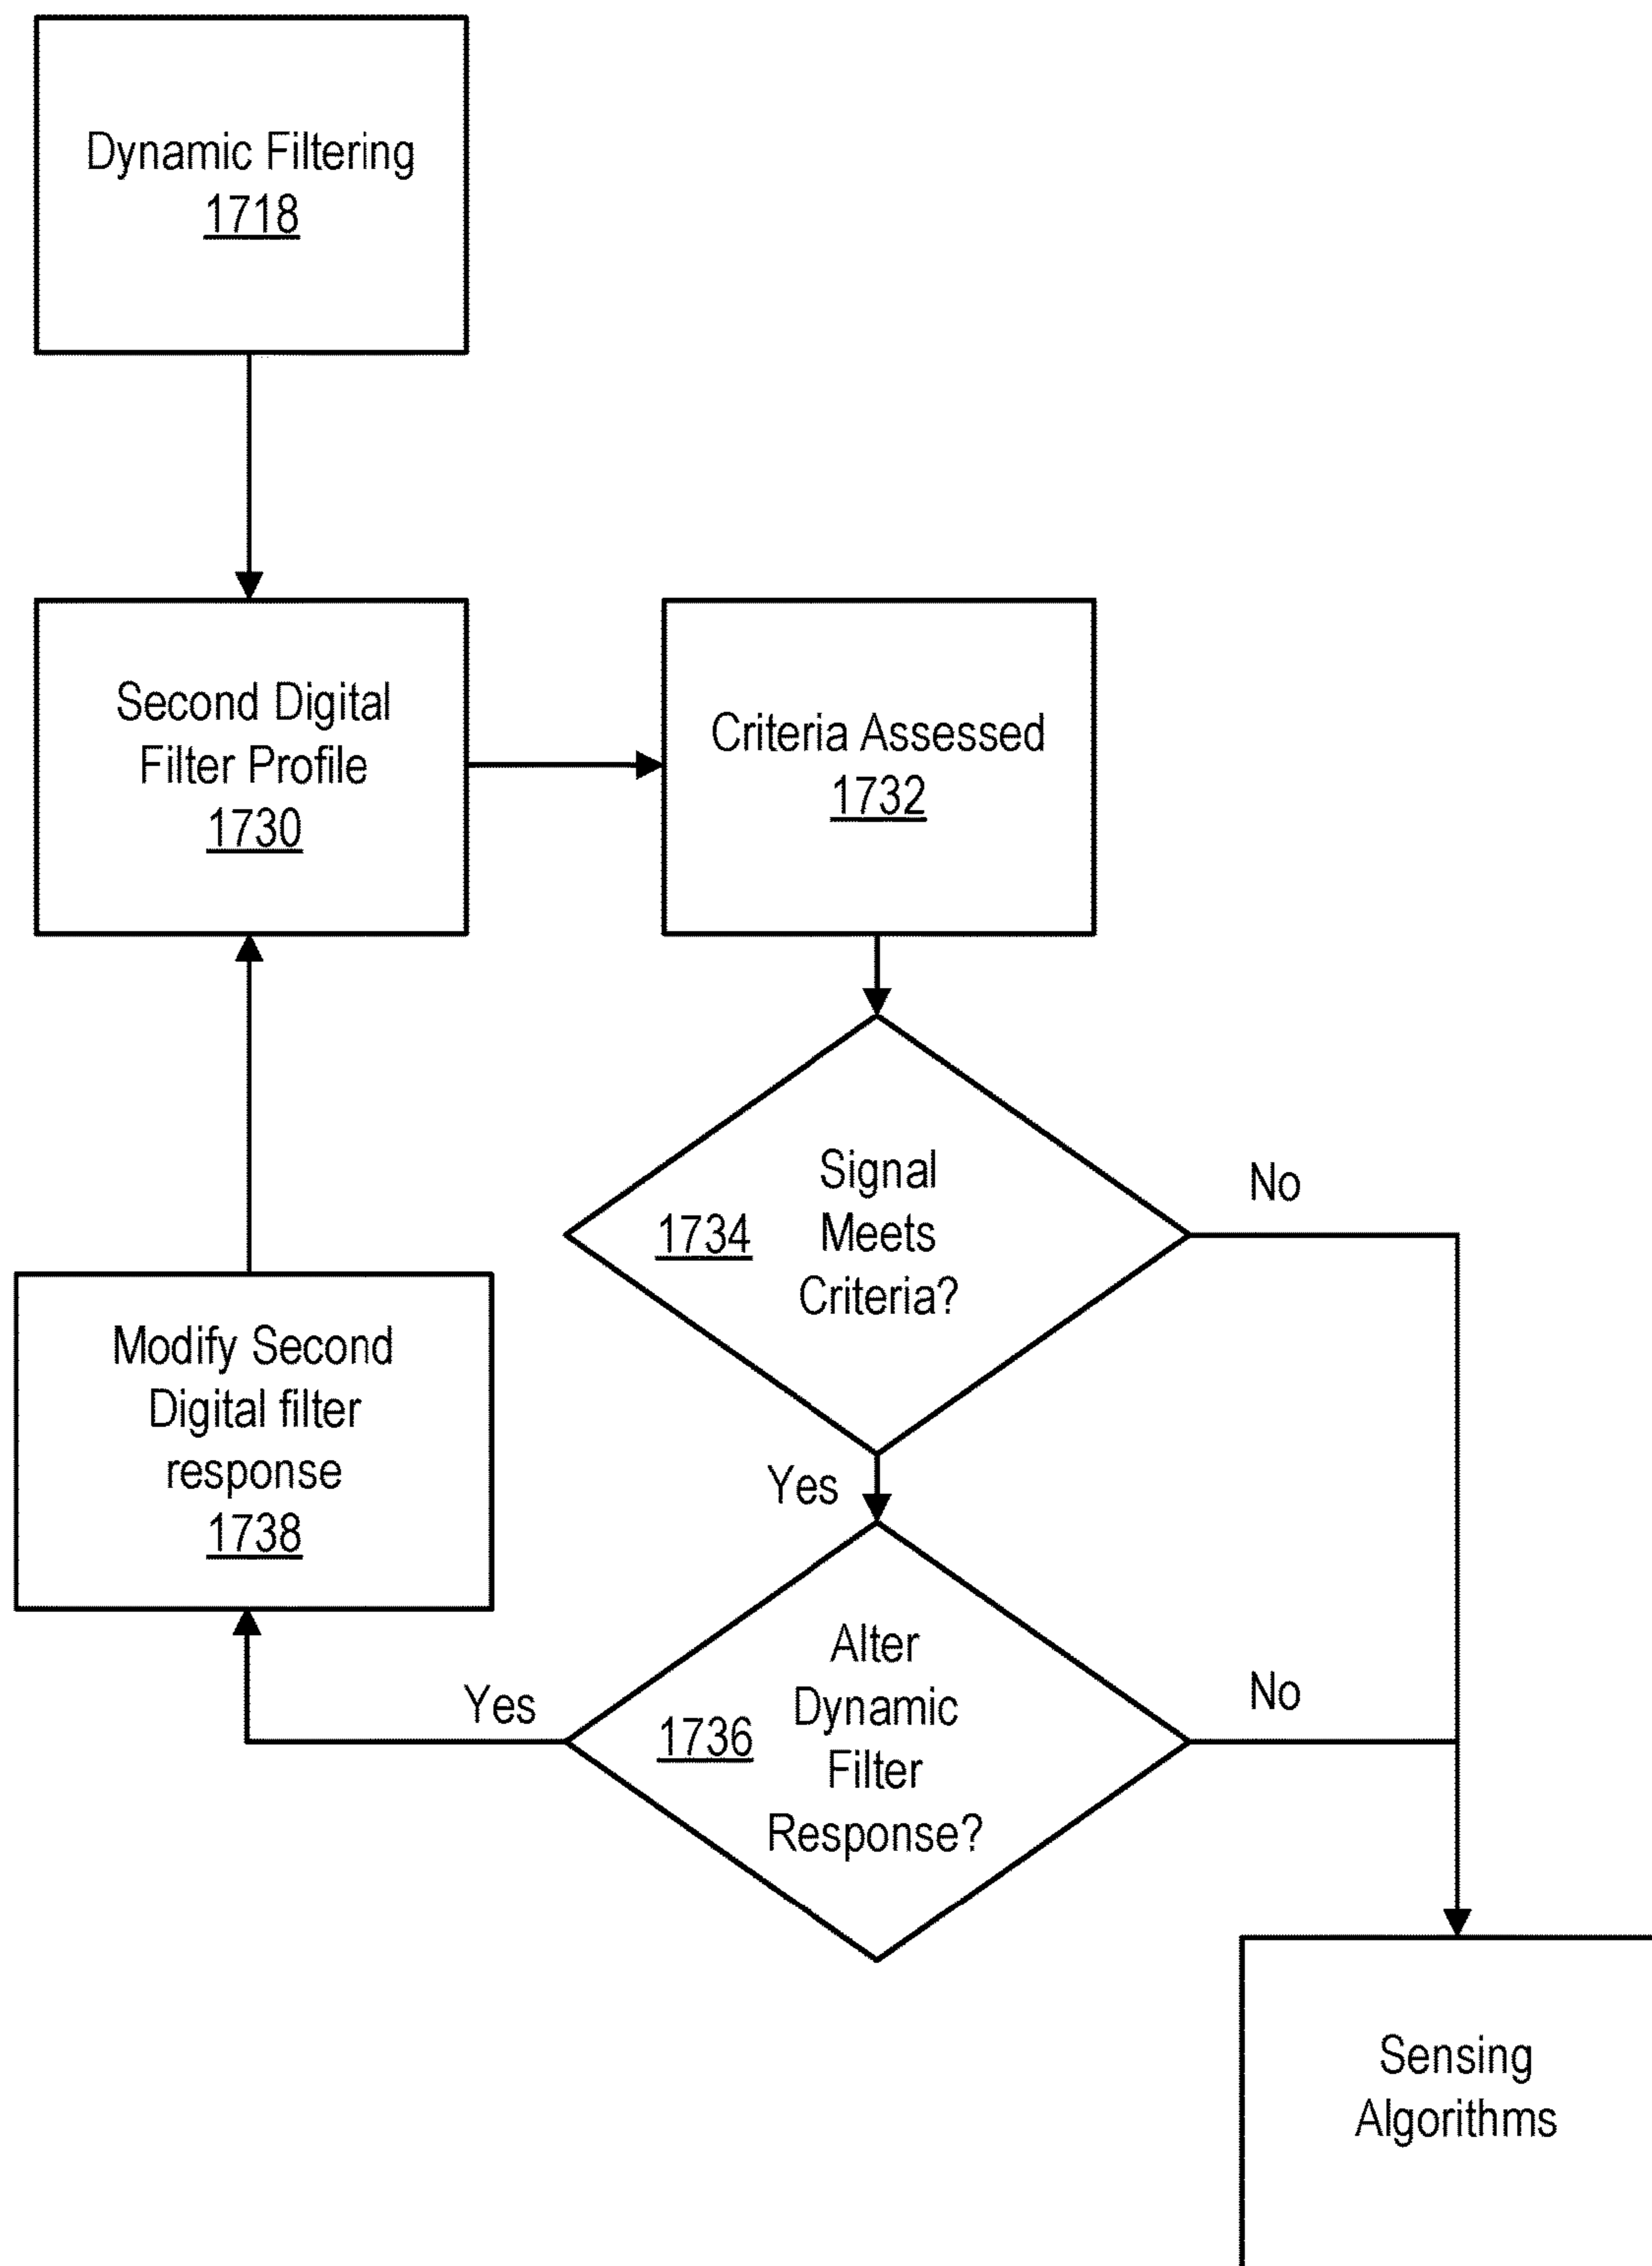 Dynamic Filtering
1718
Second Digital
Filter Profile
1730
Criteria Assessed
1732
Signal
Meets
Criteria?
1734
No
Yes
Modify Second
Digital filter
response
1738
Alter
Dynamic
Filter
Response?
1736
Yes
No
Sensing
Algorithms